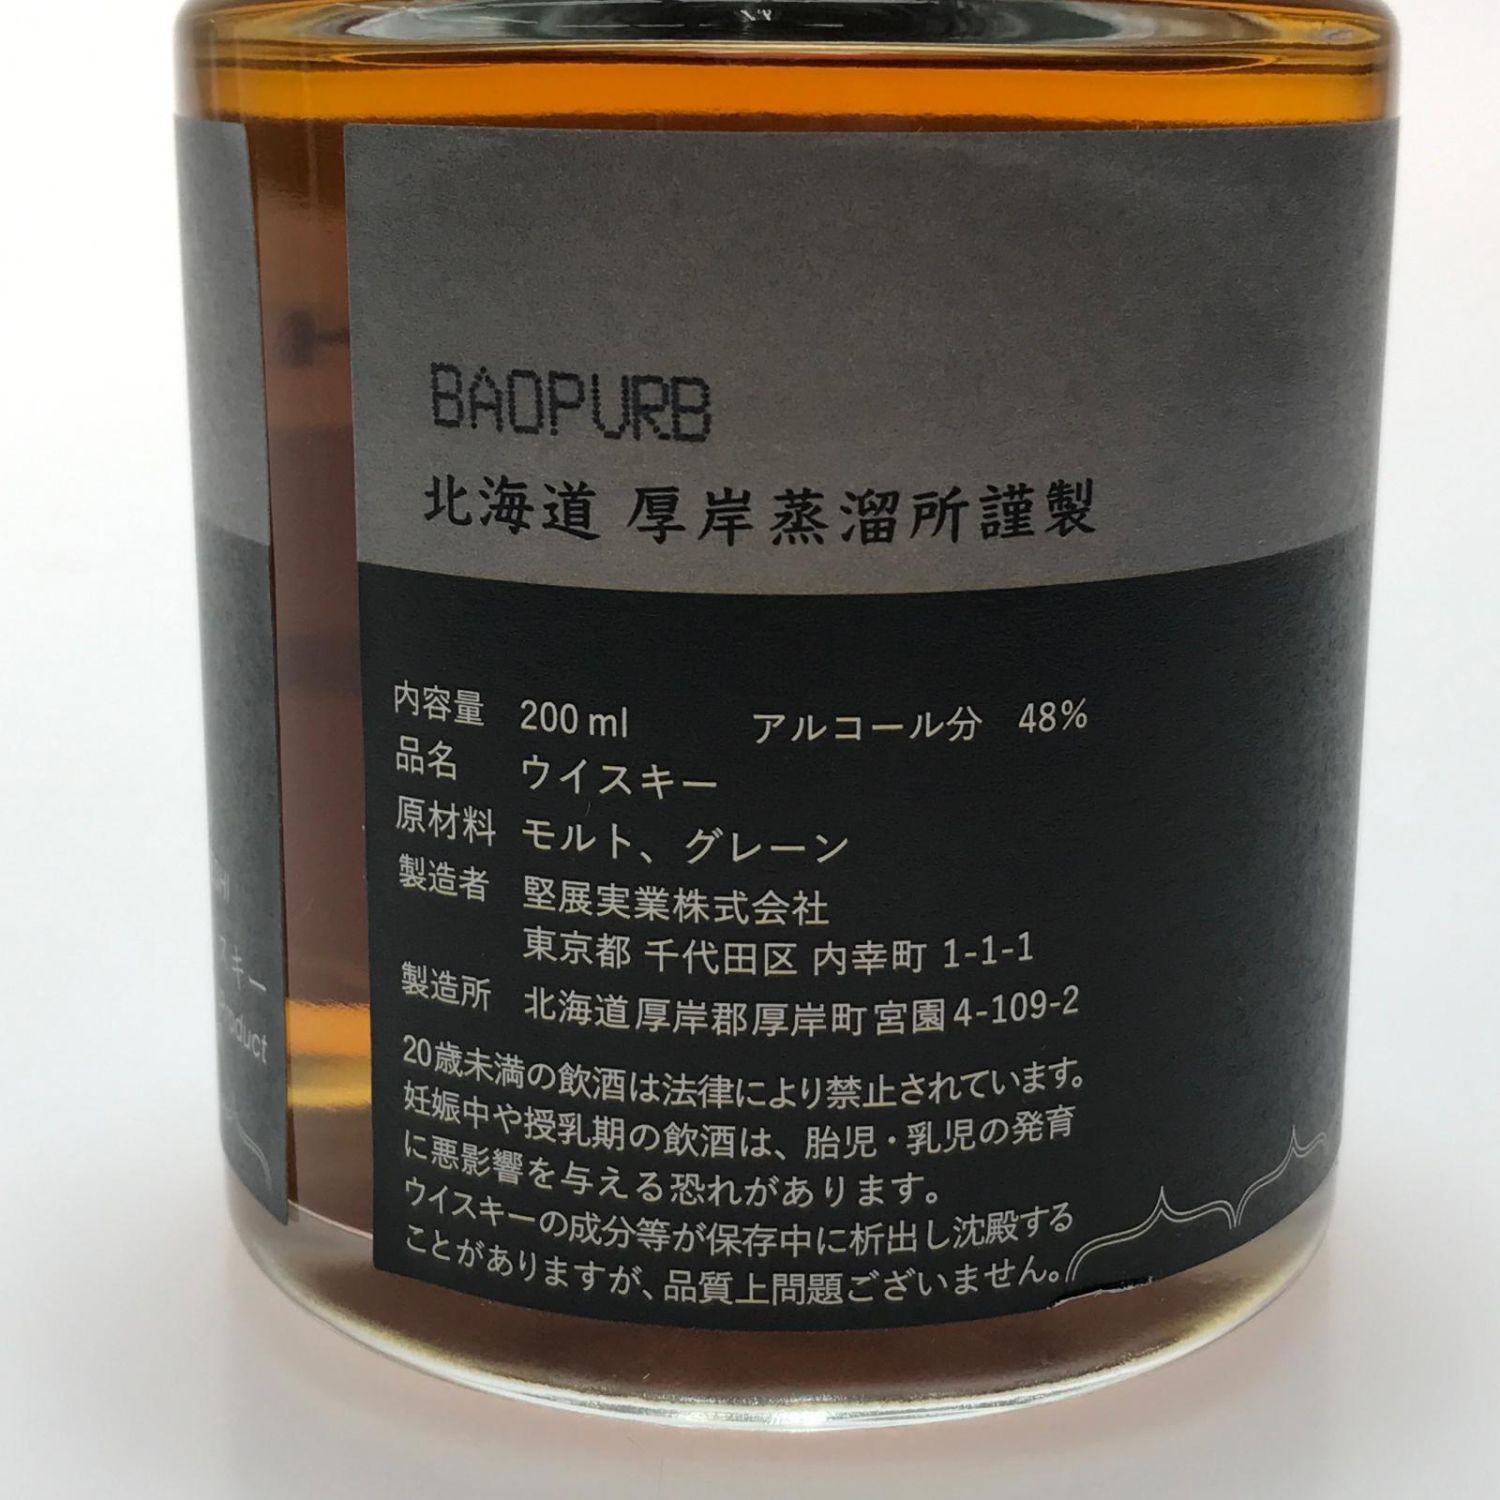 BAOPURB
北海道 厚岸蒸溜所謹製
内容量 200 ml アルコール分 48%
品名 ウイスキー
原材料 モルト、グレーン
製造者 堅展実業株式会社
東京都 千代田区 内幸町 1-1-1
製造所 北海道厚岸郡厚岸町宮園4-109-2
20歳未満の飲酒は法律により禁止されています。
妊娠中や授乳期の飲酒は、胎児・乳児の発育
に悪影響を与える恐れがあります。
ウイスキーの成分等が保存中に析出し沈殿する
ことがありますが、品質上問題ございません。
スキー